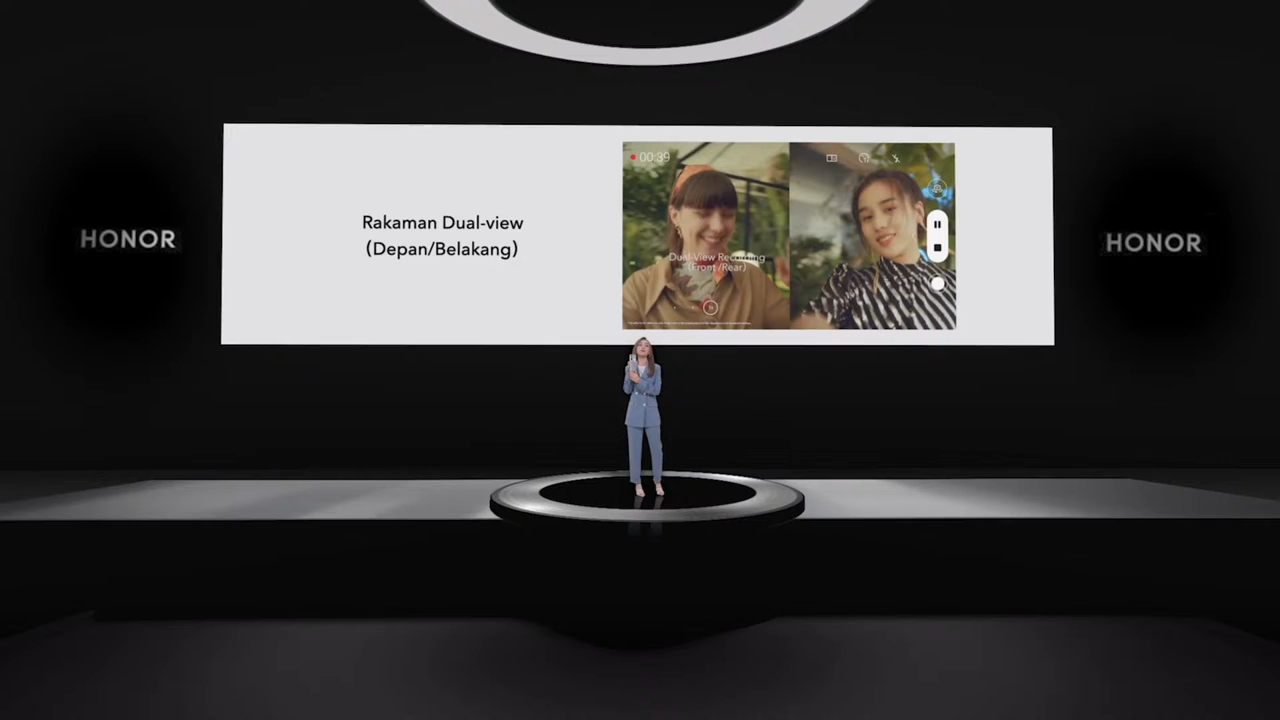 HONOR
Rakaman Dual-view
(Depan/Belakang)
00:39
Dual-View Recording
(Front /Rear)
HONOR